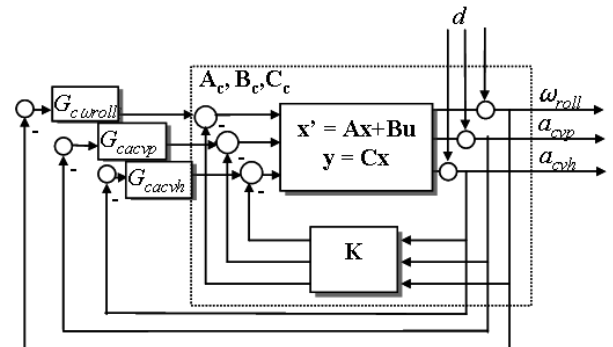 d
A_c, B_c, C_c
G_cωroll
ω_roll
x' = Ax+Bu
G_cacvp
a_cvp
y = Cx
a_cvh
G_cacvh
K
-
-
-
-
-
-